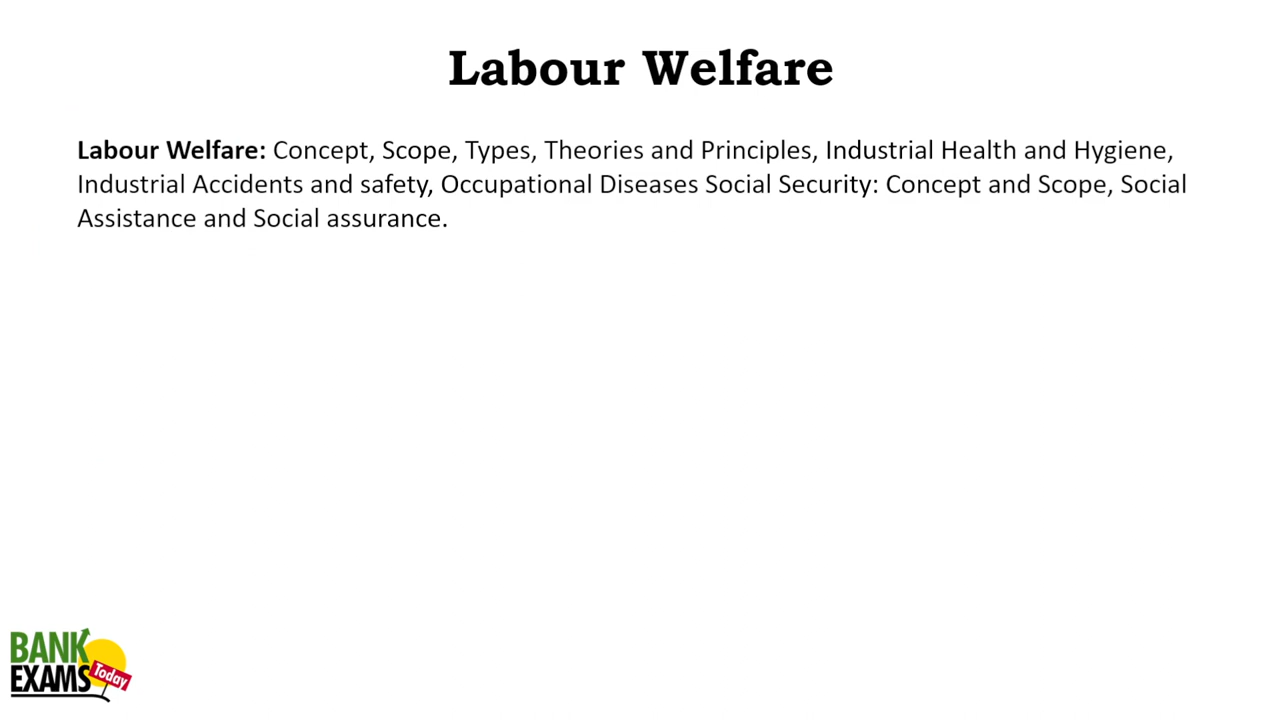 Labour Welfare
Labour Welfare: Concept, Scope, Types, Theories and Principles, Industrial Health and Hygiene,
Industrial Accidents and safety, Occupational Diseases Social Security: Concept and Scope, Social
Assistance and Social assurance.
BANK
EXAMS
Today